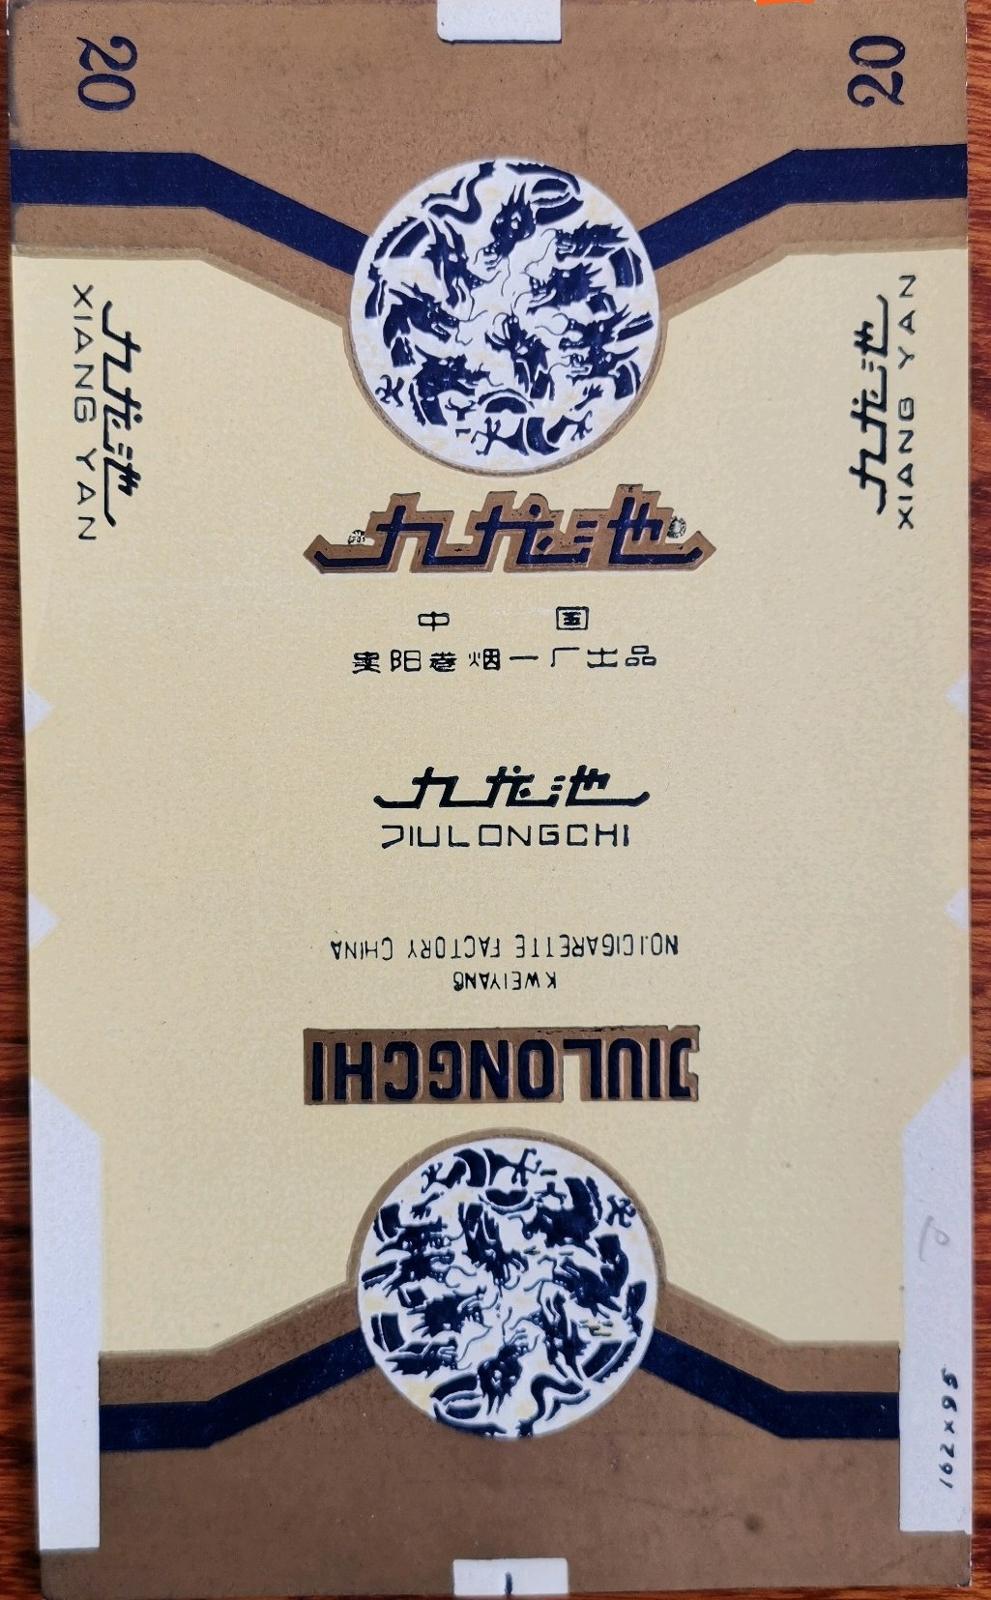 20
20
九龙池
XIANG YAN
九龙池
XIANG YAN
九龙池
中国
贵阳卷烟一厂出品
九龙池
JIULONGCHI
JIULONGCHI
KWEIYANG
NO.1 CIGARETTE FACTORY CHINA
162×95